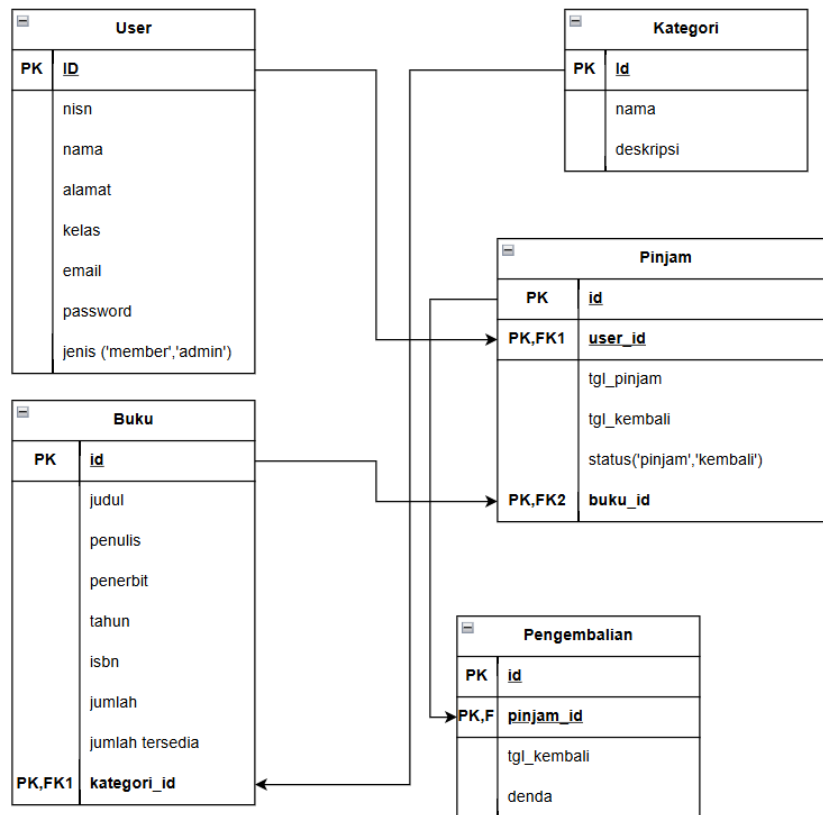 User
PK ID
nisn
nama
alamat
kelas
email
password
jenis ('member','admin')
Kategori
PK Id
nama
deskripsi
Pinjam
PK id
PK,FK1 user_id
tgl_pinjam
tgl_kembali
status('pinjam','kembali')
PK,FK2 buku_id
Buku
PK id
judul
penulis
penerbit
tahun
isbn
jumlah
jumlah tersedia
PK,FK1 kategori_id
Pengembalian
PK id
PK,F pinjam_id
tgl_kembali
denda